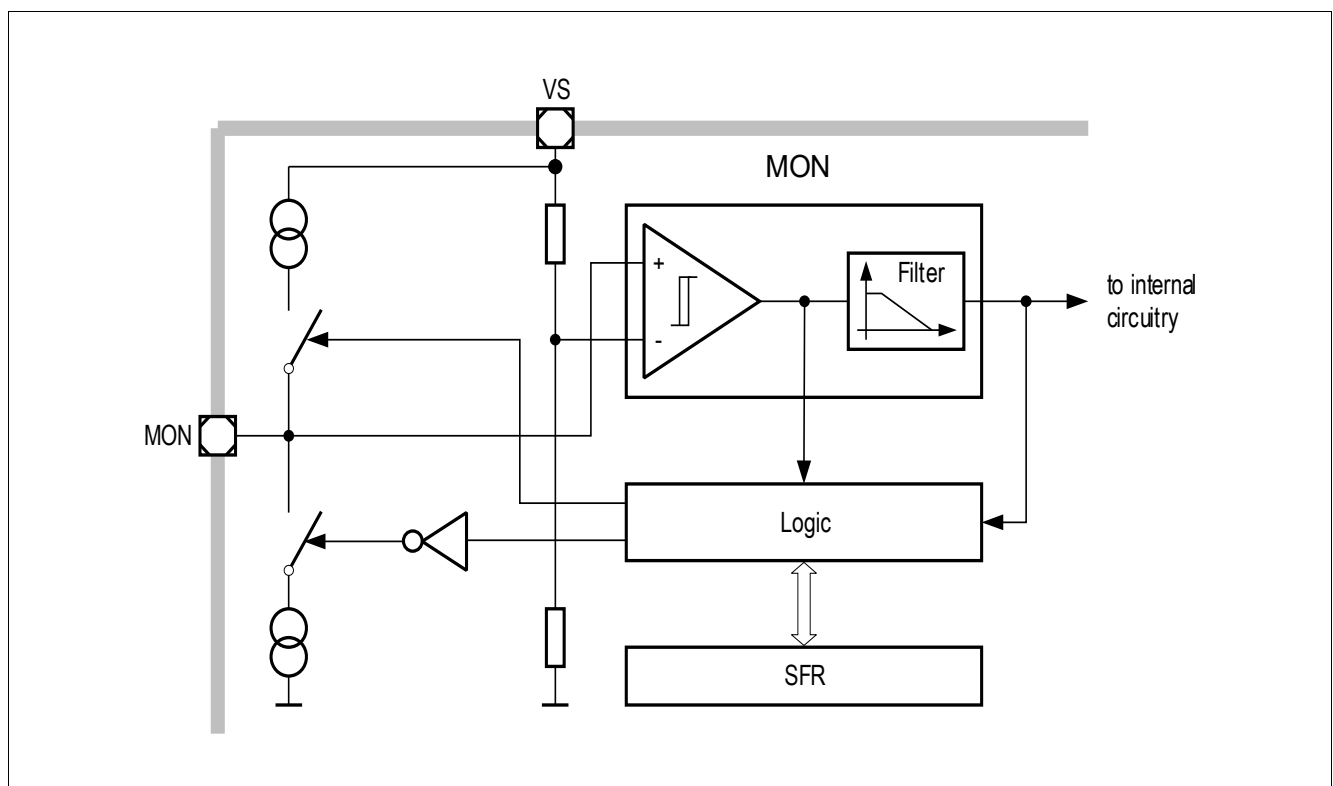 VS
MON
Filter
+
-
to internal
circuitry
MON
Logic
SFR